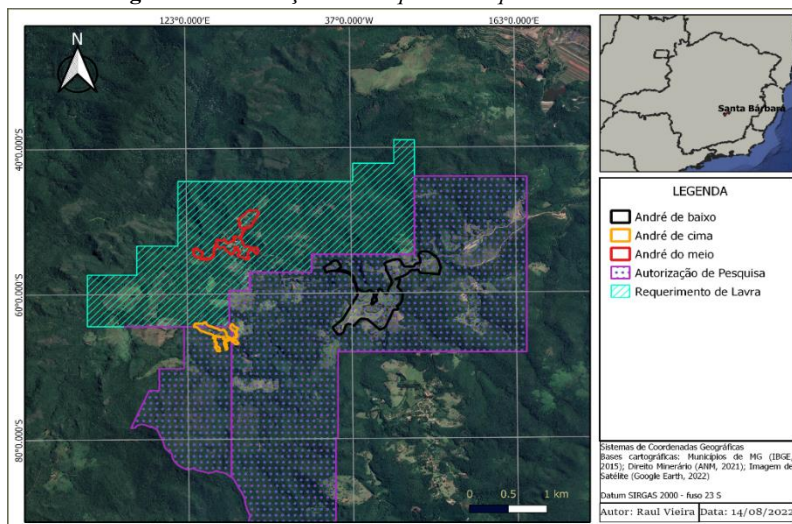 123°0.000'E 37°0.000'W 163°0.000'E
N
40°0.000'S
60°0.000'S
80°0.000'S
0 0.5 1 km
Santa Bárbara
LEGENDA
André de baixo
André de cima
André do meio
Autorização de Pesquisa
Requerimento de Lavra
Sistemas de Coordenadas Geográficas
Bases cartográficas: Municípios de MG (IBGE,
2015); Direito Minerário (ANM, 2021); Imagem de
Satélite (Google Earth, 2022)
Datum SIRGAS 2000 - fuso 23 S
Autor: Raul Vieira Data: 14/08/2022